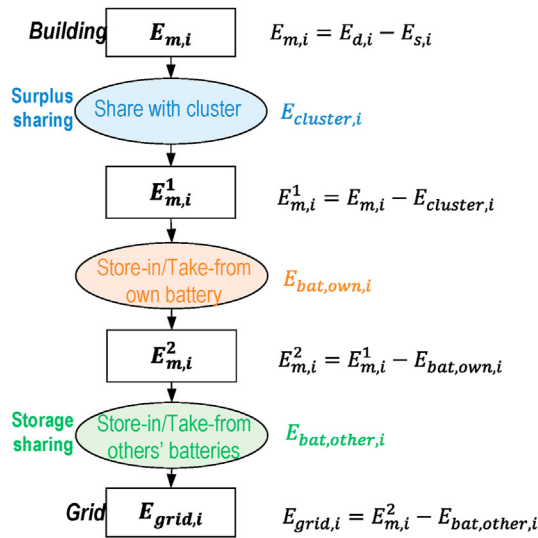 Building E_{m,i} E_{m,i} = E_{d,i} − E_{s,i}
Surplus sharing
Share with cluster
E_{cluster,i}
E^1_{m,i} E^1_{m,i} = E_{m,i} − E_{cluster,i}
Store-in/Take-from
own battery
E_{bat,own,i}
E^2_{m,i} E^2_{m,i} = E^1_{m,i} − E_{bat,own,i}
Storage
sharing
Store-in/Take-from
others' batteries
E_{bat,other,i}
Grid E_{grid,i} E_{grid,i} = E^2_{m,i} − E_{bat,other,i}